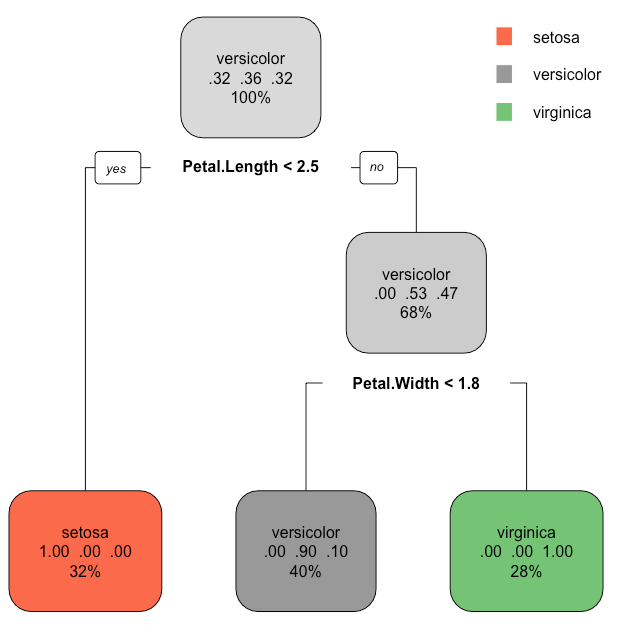 versicolor
.32 .36 .32
100%
setosa
versicolor
virginica
yes
Petal.Length < 2.5
no
versicolor
.00 .53 .47
68%
Petal.Width < 1.8
setosa
1.00 .00 .00
32%
versicolor
.00 .90 .10
40%
virginica
.00 .00 1.00
28%